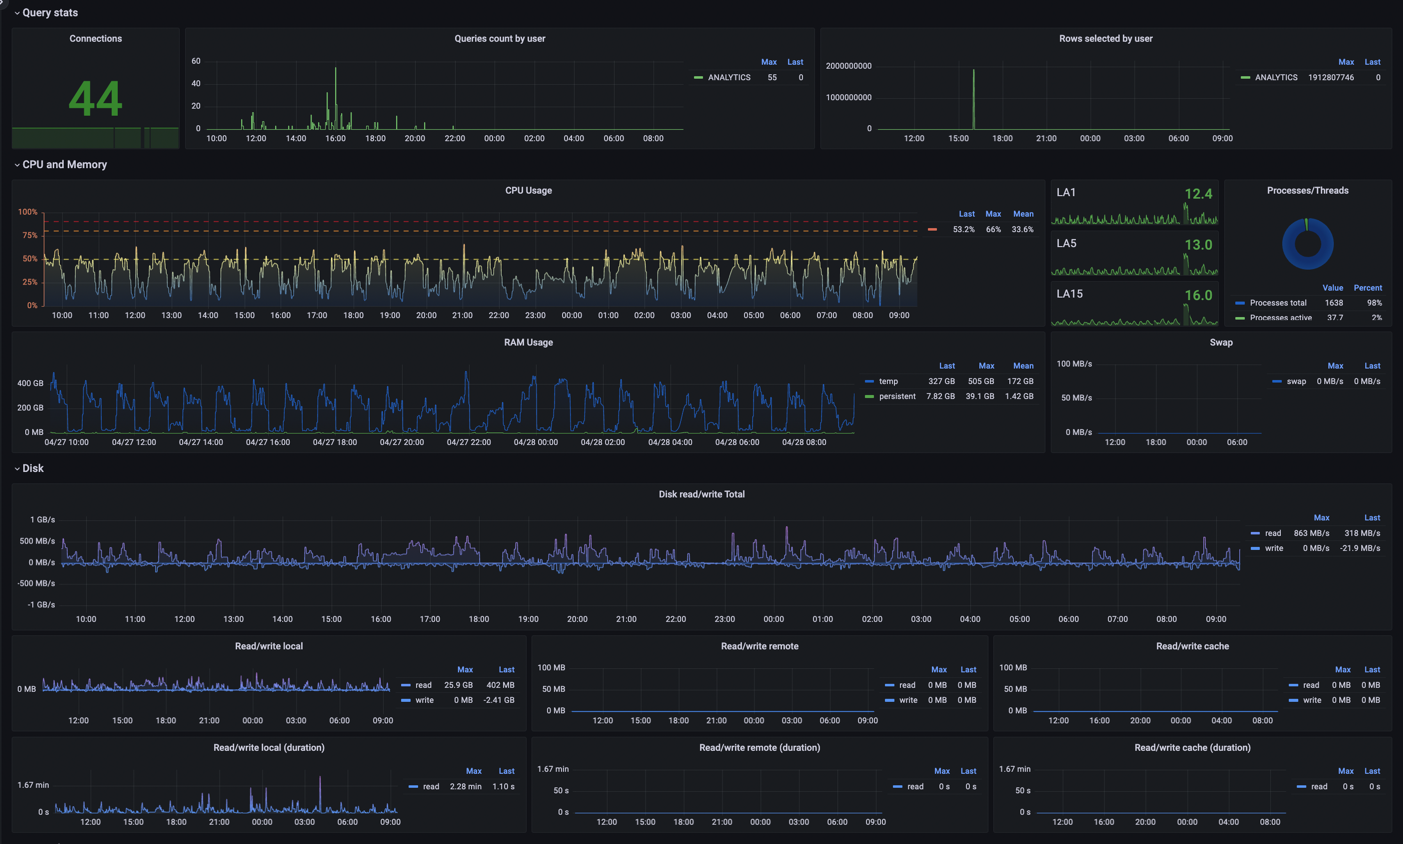 Query stats
Connections
44
Queries count by user
60
40
20
0
10:00 12:00 14:00 16:00 18:00 20:00 22:00 00:00 02:00 04:00 06:00 08:00
Max Last
ANALYTICS 55 0
Rows selected by user
2000000000
1000000000
0
12:00 15:00 18:00 21:00 00:00 03:00 06:00 09:00
Max Last
ANALYTICS 1912807746 0
CPU and Memory
CPU Usage
100%
75%
50%
25%
0%
10:00 11:00 12:00 13:00 14:00 15:00 16:00 17:00 18:00 19:00 20:00 21:00 22:00 23:00 00:00 01:00 02:00 03:00 04:00 05:00 06:00 07:00 08:00 09:00
Last Max Mean
53.2% 66% 33.6%
LA1 12.4
LA5 13.0
LA15 16.0
Processes/Threads
Value Percent
Processes total 1638 98%
Processes active 37.7 2%
RAM Usage
400 GB
200 GB
0 MB
04/27 10:00 04/27 12:00 04/27 14:00 04/27 16:00 04/27 18:00 04/27 20:00 04/27 22:00 04/28 00:00 04/28 02:00 04/28 04:00 04/28 06:00 04/28 08:00
Last Max Mean
temp 327 GB 505 GB 172 GB
persistent 7.82 GB 39.1 GB 1.42 GB
Swap
100 MB/s
50 MB/s
0 MB/s
12:00 18:00 00:00 06:00
Max Last
swap 0 MB/s 0 MB/s
Disk
Disk read/write Total
1 GB/s
500 MB/s
0 MB/s
-500 MB/s
-1 GB/s
10:00 11:00 12:00 13:00 14:00 15:00 16:00 17:00 18:00 19:00 20:00 21:00 22:00 23:00 00:00 01:00 02:00 03:00 04:00 05:00 06:00 07:00 08:00 09:00
Max Last
read 863 MB/s 318 MB/s
write 0 MB/s -21.9 MB/s
Read/write local
0 MB
12:00 15:00 18:00 21:00 00:00 03:00 06:00 09:00
Max Last
read 25.9 GB 402 MB
write 0 MB -2.41 GB
Read/write remote
100 MB
50 MB
0 MB
12:00 15:00 18:00 21:00 00:00 03:00 06:00 09:00
Max Last
read 0 MB 0 MB
write 0 MB 0 MB
Read/write cache
100 MB
50 MB
0 MB
12:00 16:00 20:00 00:00 04:00 08:00
Max Last
read 0 MB 0 MB
write 0 MB 0 MB
Read/write local (duration)
1.67 min
0 s
12:00 15:00 18:00 21:00 00:00 03:00 06:00 09:00
Max Last
read 2.28 min 1.10 s
Read/write remote (duration)
1.67 min
50 s
0 s
12:00 15:00 18:00 21:00 00:00 03:00 06:00 09:00
Max Last
read 0 s 0 s
Read/write cache (duration)
1.67 min
50 s
0 s
12:00 16:00 20:00 00:00 04:00 08:00
Max Last
read 0 s 0 s